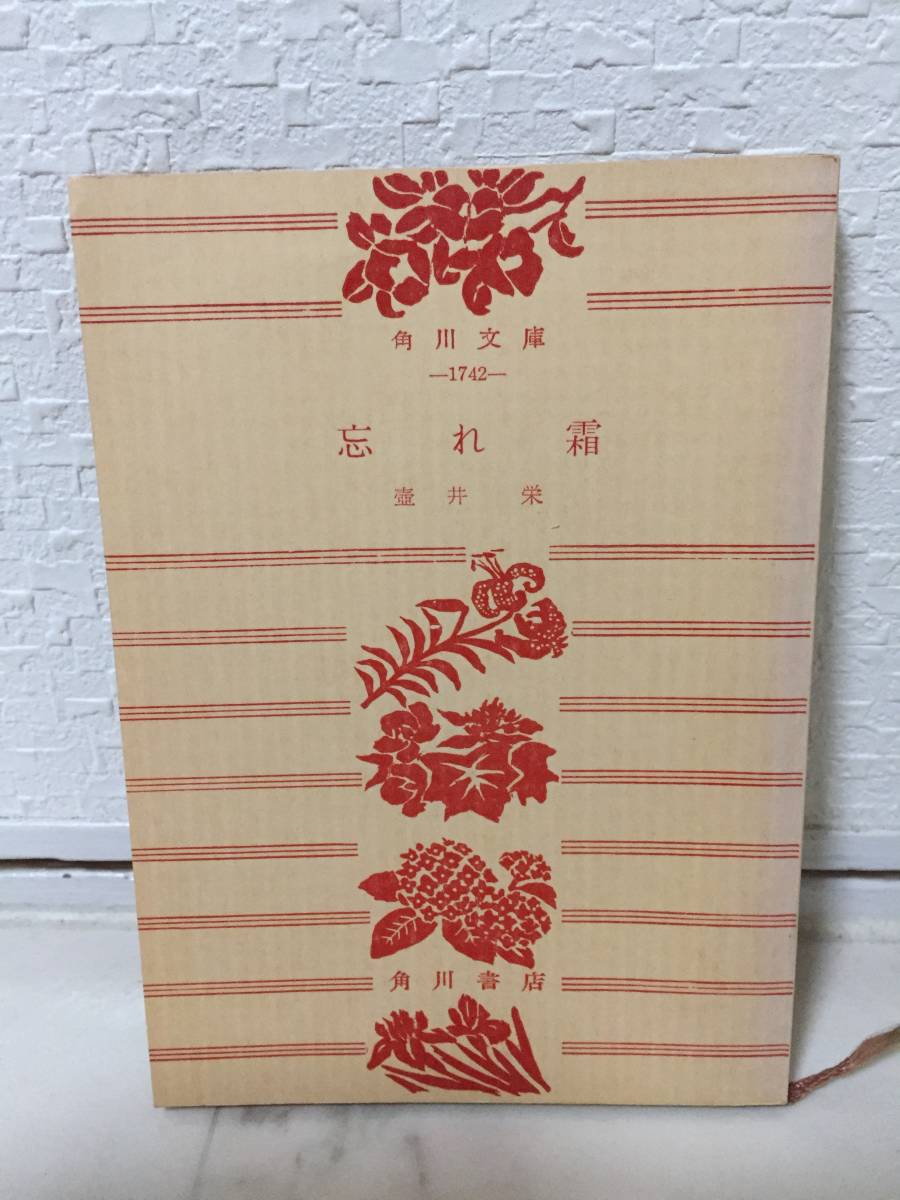 角川文庫
—1742—
忘れ霜
壺井 栄
角川書店